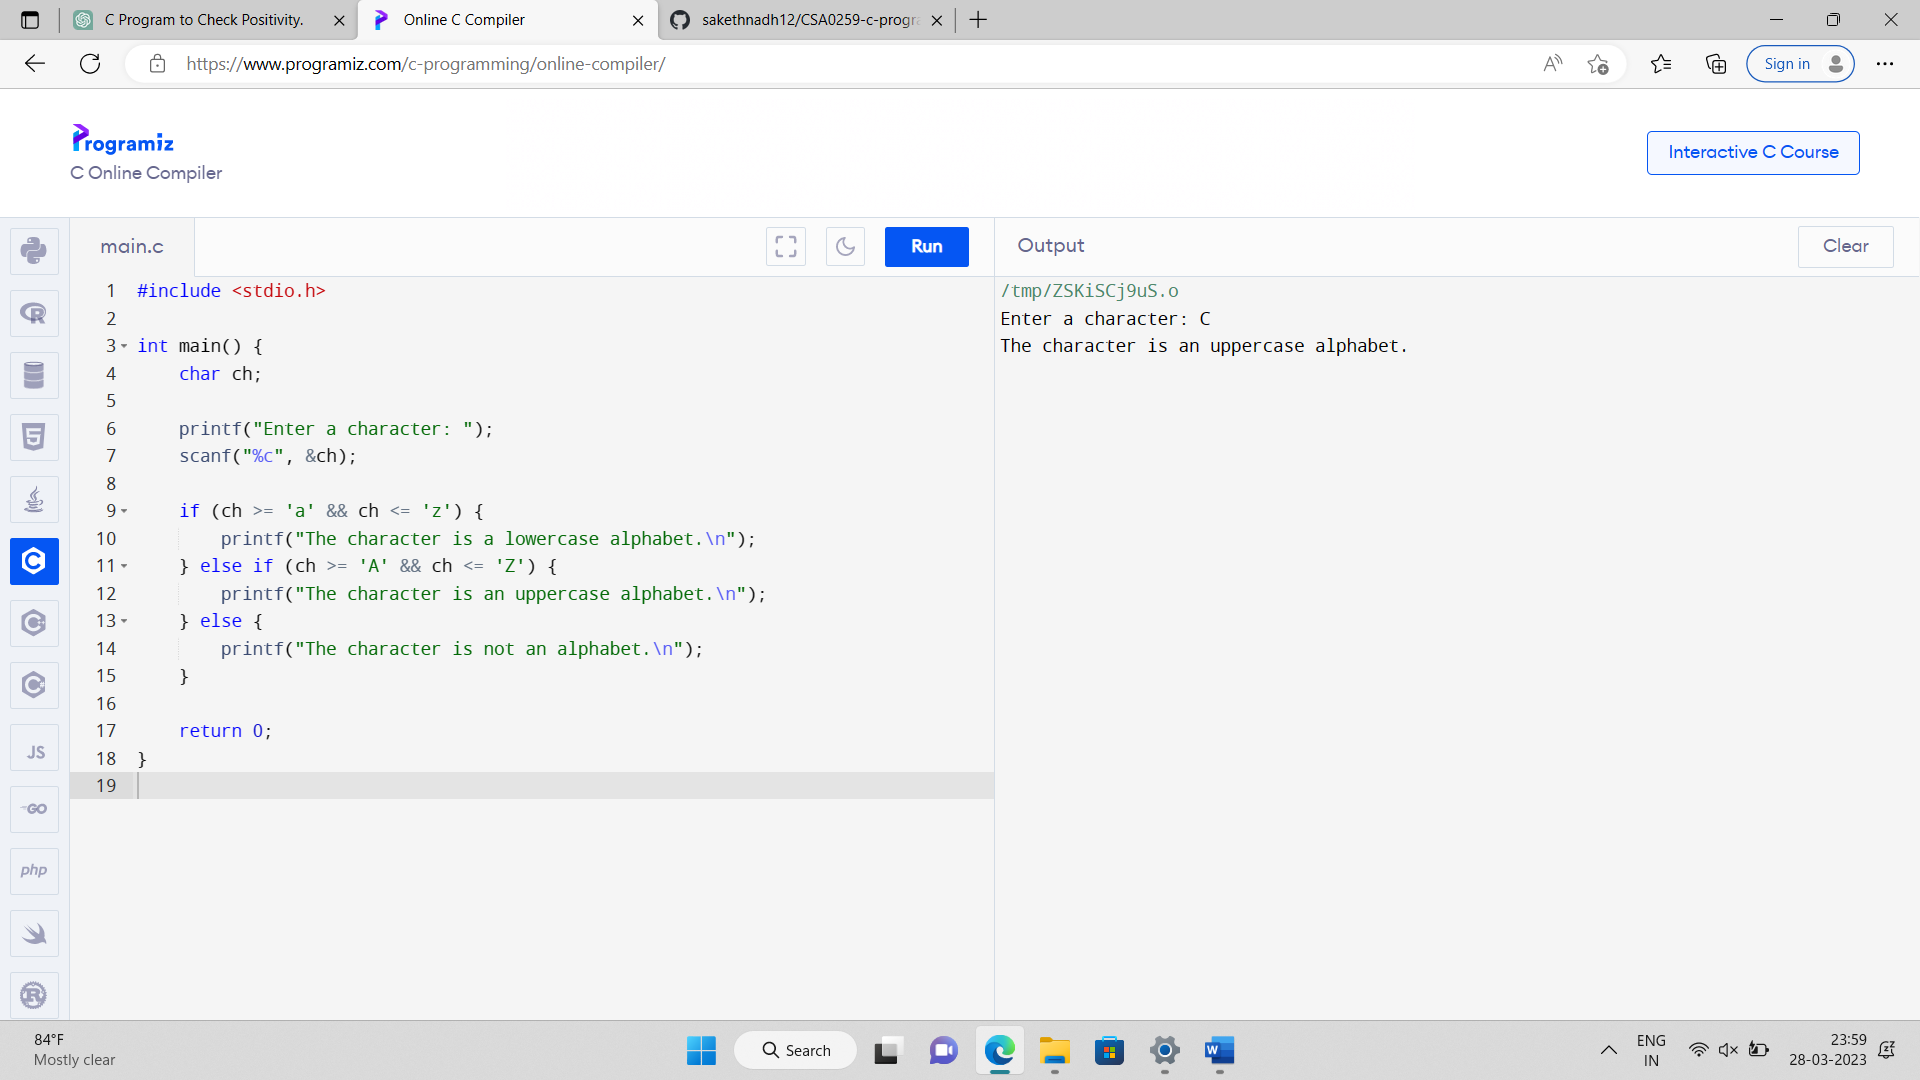 C Program to Check Positivity.
Online C Compiler
sakethnadh12/CSA0259-c-progra
https://www.programiz.com/c-programming/online-compiler/
Sign in
Programiz
C Online Compiler
Interactive C Course
main.c
Run
Output
Clear
1 #include <stdio.h>
2
3 int main() {
4     char ch;
5
6     printf("Enter a character: ");
7     scanf("%c", &ch);
8
9     if (ch >= 'a' && ch <= 'z') {
10         printf("The character is a lowercase alphabet.\n");
11     } else if (ch >= 'A' && ch <= 'Z') {
12         printf("The character is an uppercase alphabet.\n");
13     } else {
14         printf("The character is not an alphabet.\n");
15     }
16
17     return 0;
18 }
19
/tmp/ZSKiSCj9uS.o
Enter a character: C
The character is an uppercase alphabet.
JS
GO
php
84°F
Mostly clear
Search
ENG
IN
23:59
28-03-2023